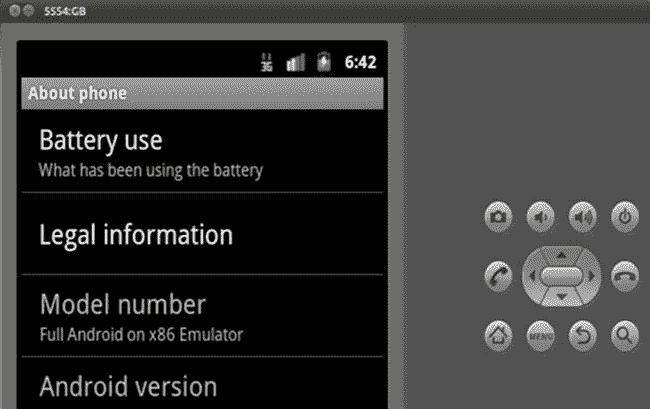 5554:GB
3G 6:42
About phone
Battery use
What has been using the battery
Legal information
Model number
Full Android on x86 Emulator
MENU
Android version